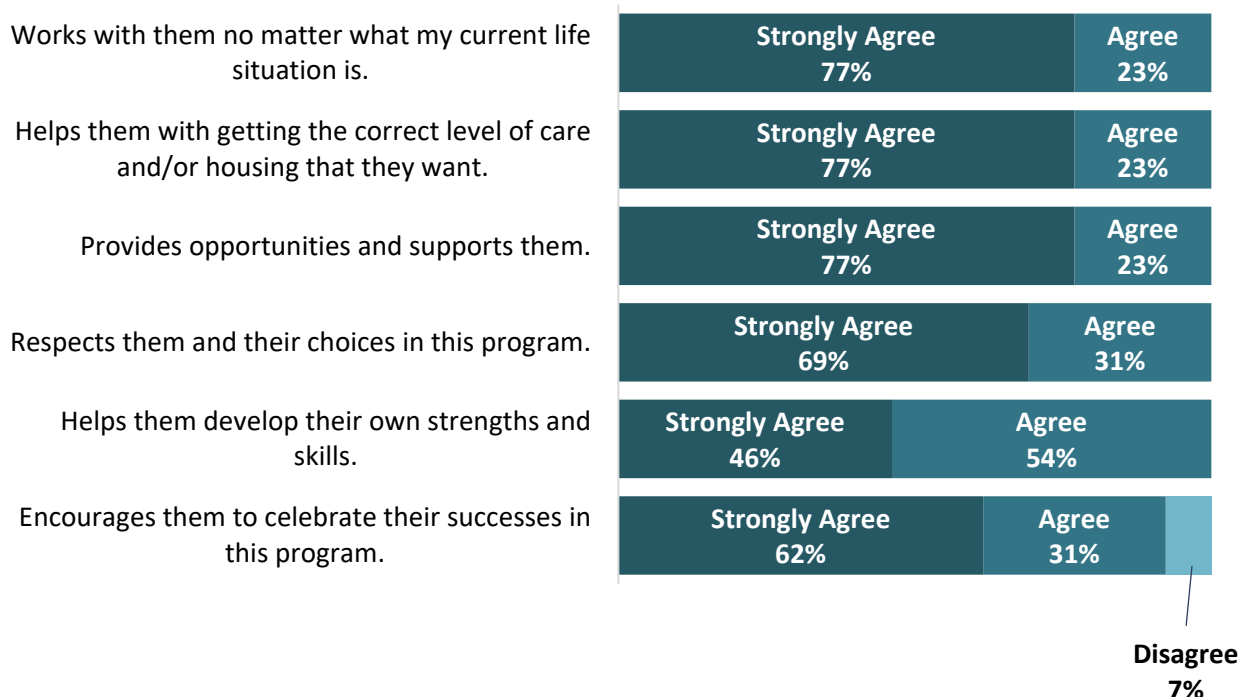 Works with them no matter what my current life
situation is.
Strongly Agree
77%
Agree
23%
Helps them with getting the correct level of care
and/or housing that they want.
Strongly Agree
77%
Agree
23%
Provides opportunities and supports them.
Strongly Agree
77%
Agree
23%
Respects them and their choices in this program.
Strongly Agree
69%
Agree
31%
Helps them develop their own strengths and
skills.
Strongly Agree
46%
Agree
54%
Encourages them to celebrate their successes in
this program.
Strongly Agree
62%
Agree
31%
Disagree
7%